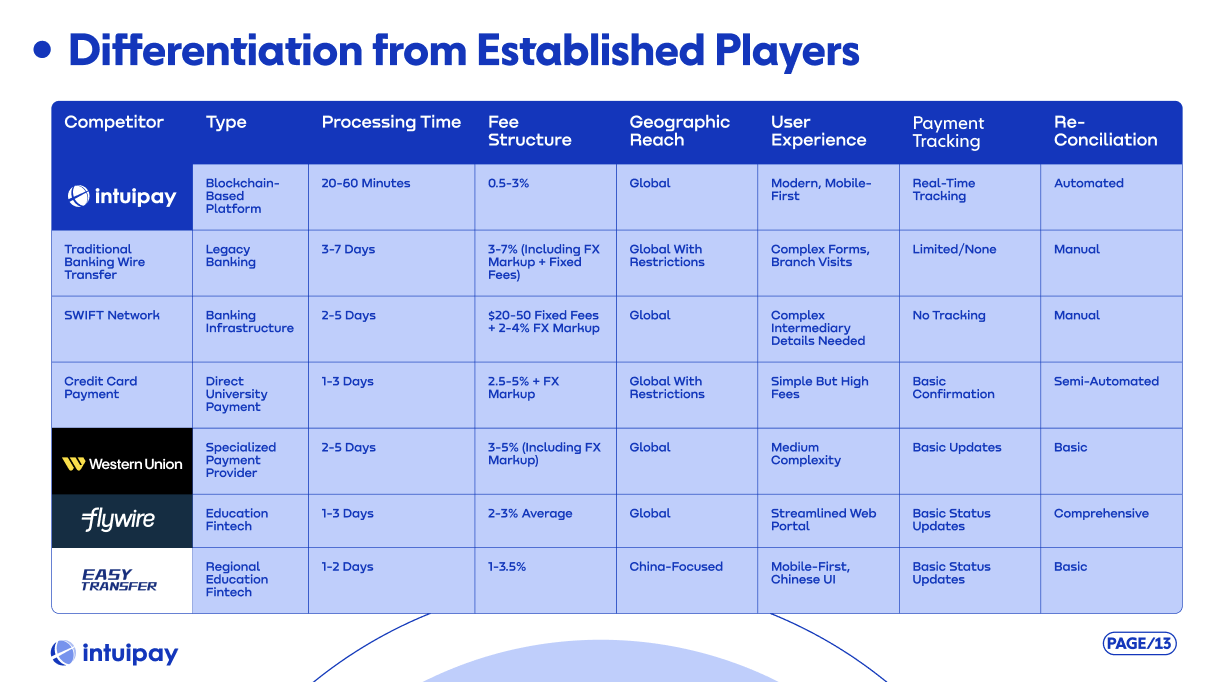 • Differentiation from Established Players
Competitor
Type
Processing Time
Fee
Structure
Geographic
Reach
User
Experience
Payment
Tracking
Re-
Conciliation
intuipay
Blockchain-
Based
Platform
20-60 Minutes
0.5-3%
Global
Modern, Mobile-
First
Real-Time
Tracking
Automated
Traditional
Banking Wire
Transfer
Legacy
Banking
3-7 Days
3-7% (Including FX
Markup + Fixed
Fees)
Global With
Restrictions
Complex Forms,
Branch Visits
Limited/None
Manual
SWIFT Network
Banking
Infrastructure
2-5 Days
$20-50 Fixed Fees
+ 2-4% FX Markup
Global
Complex
Intermediary
Details Needed
No Tracking
Manual
Credit Card
Payment
Direct
University
Payment
1-3 Days
2.5-5% + FX
Markup
Global With
Restrictions
Simple But High
Fees
Basic
Confirmation
Semi-Automated
Western Union
Specialized
Payment
Provider
2-5 Days
3-5% (Including FX
Markup)
Global
Medium
Complexity
Basic Updates
Basic
flywire
Education
Fintech
1-3 Days
2-3% Average
Global
Streamlined Web
Portal
Basic Status
Updates
Comprehensive
EASY
TRANSFER
Regional
Education
Fintech
1-2 Days
1-3.5%
China-Focused
Mobile-First,
Chinese UI
Basic Status
Updates
Basic
intuipay
PAGE/13